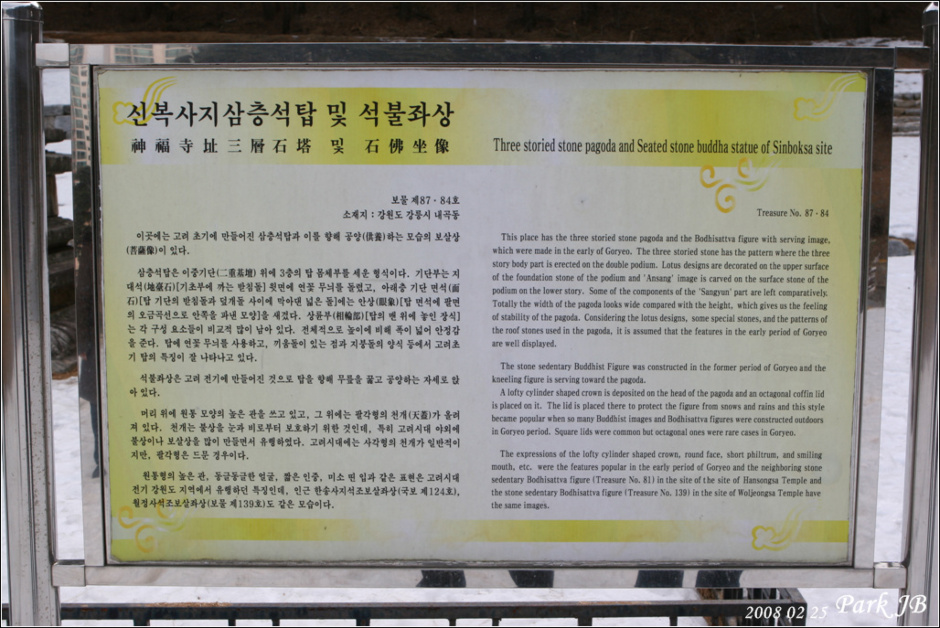 신복사지삼층석탑 및 석불좌상
神福寺址三層石塔 및 石佛坐像
보물 제87·84호
소재지 : 강원도 강릉시 내곡동
이곳에는 고려 초기에 만들어진 삼층석탑과 이를 향해 공양(供養)하는 모습의 보살상
(菩薩像)이 있다.
삼층석탑은 이중기단(二重基壇) 위에 3층의 탑 몸체부를 세운 형식이다. 기단부는 지
대석(地臺石)[기초부에 까는 받침돌] 윗면에 연꽃 무늬를 돌렸고, 아래층 기단 면석(面
石)[탑 기단의 받침돌과 덮개돌 사이에 막아댄 넓은 돌]에는 안상(眼象)[탑 면석에 팔면
의 오금곡선으로 안쪽을 파낸 모양]을 새겼다. 상륜부(相輪部)[탑의 맨 위에 놓인 장식]
는 각 구성 요소들이 비교적 많이 남아 있다. 전체적으로 높이에 비해 폭이 넓어 안정감
을 준다. 탑에 연꽃 무늬를 사용하고, 끼움돌이 있는 점과 지붕돌의 양식 등에서 고려초
기 탑의 특징이 잘 나타나고 있다.
석불좌상은 고려 전기에 만들어진 것으로 탑을 향해 무릎을 꿇고 공양하는 자세로 앉
아 있다.
머리 위에 원통 모양의 높은 관을 쓰고 있고, 그 위에는 팔각형의 천개(天蓋)가 올려
져 있다. 천개는 불상을 눈과 비로부터 보호하기 위한 것인데, 특히 고려시대 야외에
불상이나 보살상을 많이 만들면서 유행하였다. 고려시대에는 사각형의 천개가 일반적이
지만, 팔각형은 드문 경우이다.
원통형의 높은 관, 둥글둥글한 얼굴, 짧은 인중, 미소 띤 입과 같은 표현은 고려시대
전기 강원도 지역에서 유행하던 특징인데, 인근 한송사지석조보살좌상(국보 제124호),
월정사석조보살좌상(보물 제139호)도 같은 모습이다.
Three storied stone pagoda and Seated stone buddha statue of Sinboksa site
Treasure No. 87 · 84
This place has the three storied stone pagoda and the Bodhisattva figure with serving image,
which were made in the early of Goryeo. The three storied stone has the pattern where the three
story body part is erected on the double podium. Lotus designs are decorated on the upper surface
of the foundation stone of the podium and 'Ansang' image is carved on the surface stone of the
podium on the lower story. Some of the components of the 'Sangyun' part are left comparatively.
Totally the width of the pagoda looks wide compared with the height, which gives us the feeling
of stability of the pagoda. Considering the lotus designs, some special stones, and the patterns of
the roof stones used in the pagoda, it is assumed that the features in the early period of Goryeo
are well displayed.
The stone sedentary Buddhist Figure was constructed in the former period of Goryeo and the
kneeling figure is serving toward the pagoda.
A lofty cylinder shaped crown is deposited on the head of the pagoda and an octagonal coffin lid
is placed on it. The lid is placed there to protect the figure from snows and rains and this style
became popular when so many Buddhist images and Bodhisattva figures were constructed outdoors
in Goryeo period. Square lids were common but octagonal ones were rare cases in Goryeo.
The expressions of the lofty cylinder shaped crown, round face, short philtrum, and smiling
mouth, etc. were the features popular in the early period of Goryeo and the neighboring stone
sedentary Bodhisattva figure (Treasure No. 81) in the site of the site of Hansongsa Temple and
the stone sedentary Bodhisattva figure (Treasure No. 139) in the site of Woljeongsa Temple have
the same images.
2008 02 25 Park JB